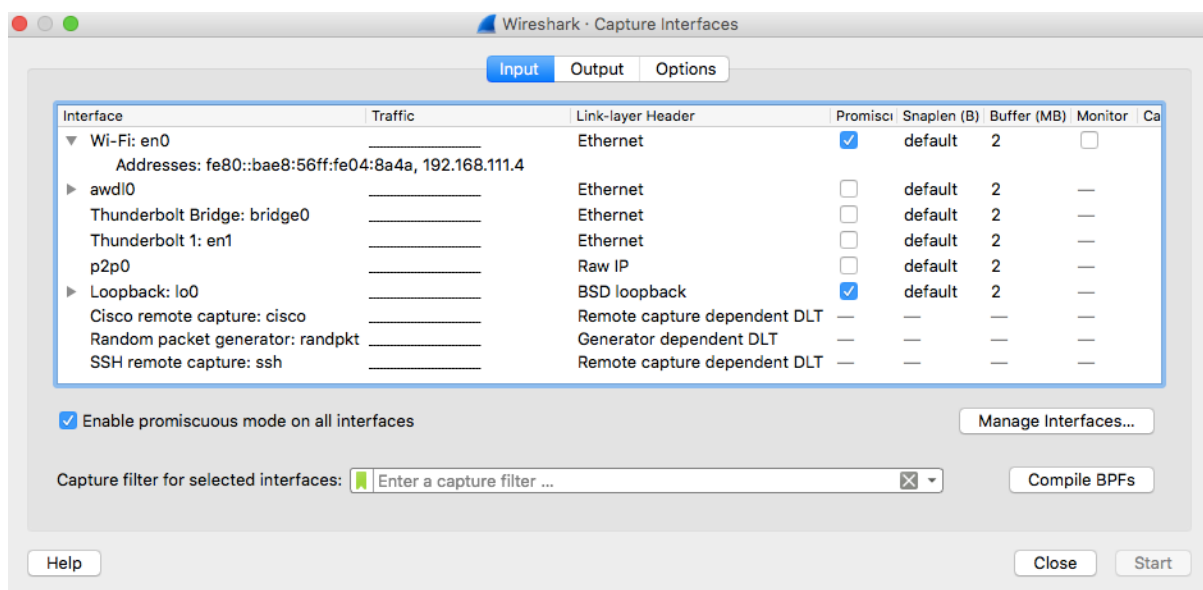 Wireshark · Capture Interfaces
Input Output Options
Interface Traffic Link-layer Header Promisci Snaplen (B) Buffer (MB) Monitor Ca
Wi-Fi: en0 Ethernet default 2
Addresses: fe80::bae8:56ff:fe04:8a4a, 192.168.111.4
awdl0 Ethernet default 2 —
Thunderbolt Bridge: bridge0 Ethernet default 2 —
Thunderbolt 1: en1 Ethernet default 2 —
p2p0 Raw IP default 2 —
Loopback: lo0 BSD loopback default 2 —
Cisco remote capture: cisco Remote capture dependent DLT — — — —
Random packet generator: randpkt Generator dependent DLT — — — —
SSH remote capture: ssh Remote capture dependent DLT — — — —
Enable promiscuous mode on all interfaces Manage Interfaces...
Capture filter for selected interfaces: Enter a capture filter ... Compile BPFs
Help Close Start